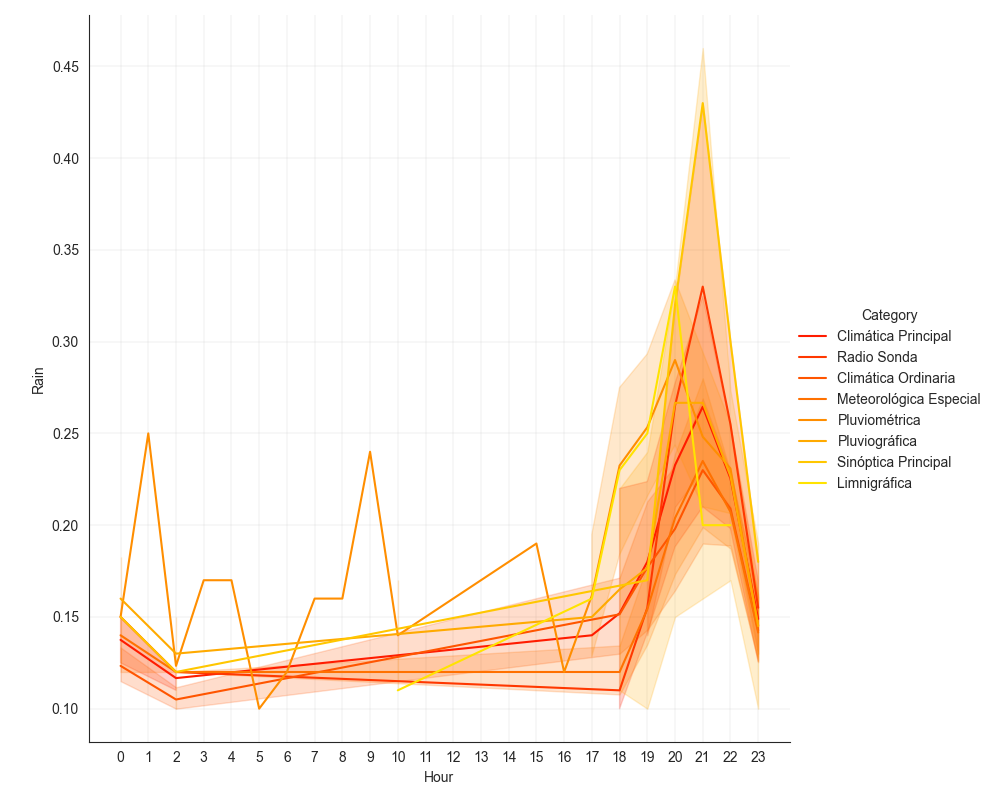 0.45
0.40
0.35
0.30
0.25
0.20
0.15
0.10
Rain
0 1 2 3 4 5 6 7 8 9 10 11 12 13 14 15 16 17 18 19 20 21 22 23
Hour
Category
Climática Principal
Radio Sonda
Climática Ordinaria
Meteorológica Especial
Pluviométrica
Pluviográfica
Sinóptica Principal
Limnigráfica